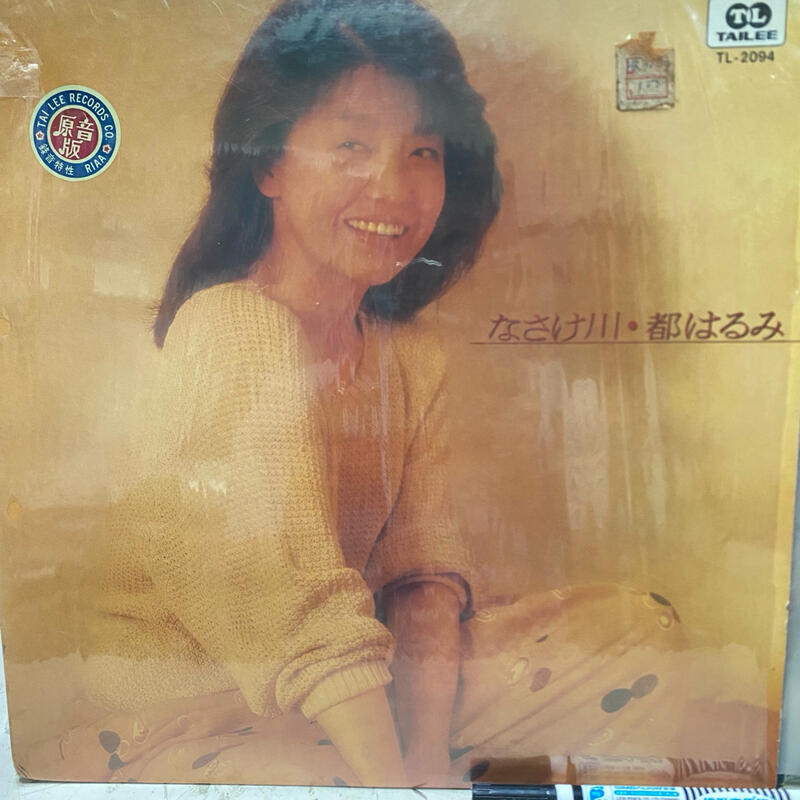 TL
TAILEE
TL-2094
TAI LEE RECORDS CO.
原音版
錄音特性 RIAA
なさけ川・都はるみ